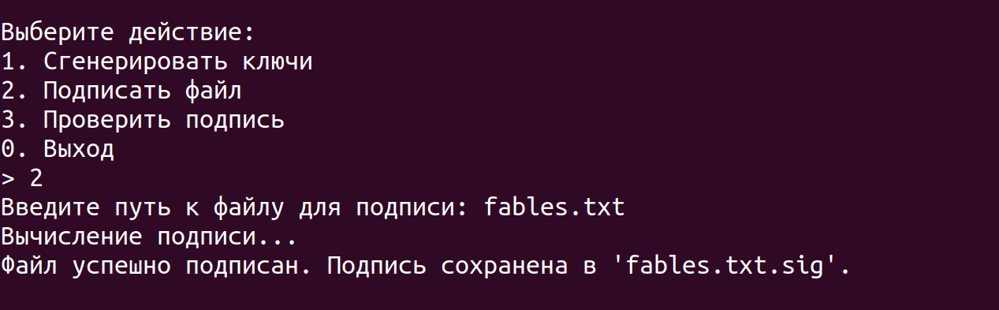 Выберите действие:
1. Сгенерировать ключи
2. Подписать файл
3. Проверить подпись
0. Выход
> 2
Введите путь к файлу для подписи: fables.txt
Вычисление подписи...
Файл успешно подписан. Подпись сохранена в 'fables.txt.sig'.